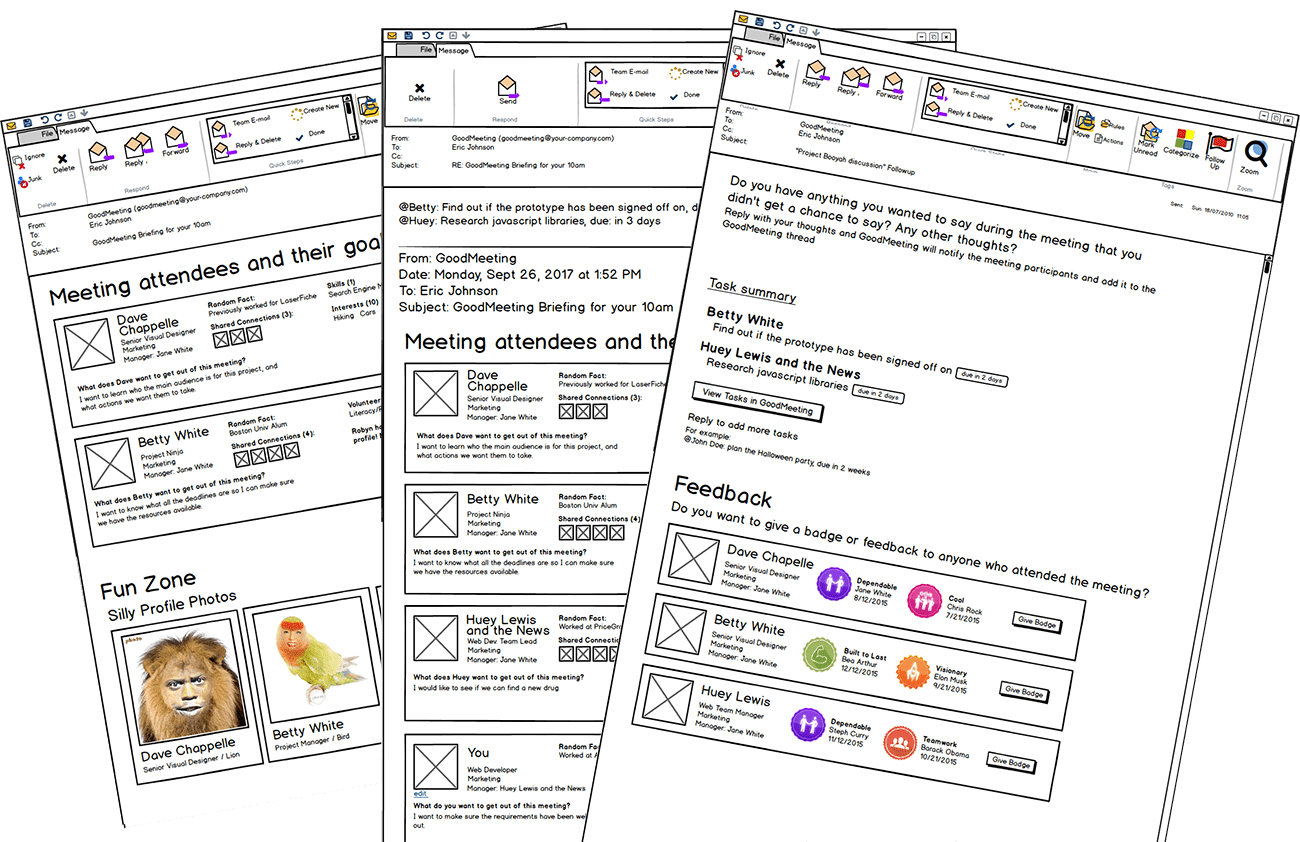 File Message
Ignore
Junk
Delete
Delete
Reply
Reply
Forward
Respond
Team E-mail
Reply & Delete
Create New
Done
Quick Steps
Move
From: GoodMeeting (goodmeeting@your-company.com)
To: Eric Johnson
Cc:
Subject: GoodMeeting Briefing for your 10am
Meeting attendees and their goal
Dave
Chappelle
Senior Visual Designer
Marketing
Manager: Jane White
Random Fact:
Previously worked for LaserFiche
Shared Connections (3):
Skills (1)
Search Engine
Interests (10)
Hiking Cars
What does Dave want to get out of this meeting?
I want to learn who the main audience is for this project, and
what actions we want them to take.
Betty White
Project Ninja
Marketing
Manager: Jane White
Random Fact:
Boston Univ Alum
Shared Connections (4):
Volunteer
Literacy/
Robyn
profile!
What does Betty want to get out of this meeting?
I want to know what all the deadlines are so I can make sure
we have the resources available.
Fun Zone
Silly Profile Photos
photo
Dave Chappelle
Senior Visual Designer / Lion
Betty White
Project Manager / Bird
File Message
Delete
Delete
Send
Respond
Team E-mail
Reply & Delete
Create New
Done
Quick Steps
From: GoodMeeting (goodmeeting@your-company.com)
To: Eric Johnson
Cc:
Subject: RE: GoodMeeting Briefing for your 10am
@Betty: Find out if the prototype has been signed off on, d
@Huey: Research javascript libraries, due: in 3 days
From: GoodMeeting
Date: Monday, Sept 26, 2017 at 1:52 PM
To: Eric Johnson
Subject: GoodMeeting Briefing for your 10am
Meeting attendees and the
Dave
Chappelle
Senior Visual Designer
Marketing
Manager: Jane White
Random Fact:
Previously worked for LaserFiche
Shared Connections (3):
What does Dave want to get out of this meeting?
I want to learn who the main audience is for this project, and
what actions we want them to take.
Betty White
Project Ninja
Marketing
Manager: Jane White
Random Fact:
Boston Univ Alum
Shared Connections (4)
What does Betty want to get out of this meeting?
I want to know what all the deadlines are so I can make sure
we have the resources available.
Huey Lewis
and the News
Web Dev Team Lead
Marketing
Manager: Jane White
Random Fact:
Worked at PriceGr
Shared Connecti
What does Huey want to get out of this meeting?
I would like to see if we can find a new drug
You
Web Developer
Marketing
Manager: Huey Lewis and the News
edit
Random Fact
Worked at
What do you want to get out of this meeting?
I want to make sure the requirements have been we
out.
File Message
Ignore
Junk
Delete
Reply
Reply
Forward
Team E-mail
Reply & Delete
Create New
Done
Move
Rules
Actions
Mark
Unread
Categorize
Follow
Up
Tags
Zoom
Zoom
From: GoodMeeting
To: Eric Johnson
Cc:
Subject: "Project Booyah discussion" Followup
Sent: Sun. 18/07/2010 11:05
Do you have anything you wanted to say during the meeting that you
didn't get a chance to say? Any other thoughts?
Reply with your thoughts and GoodMeeting will notify the meeting participants and add it to the
GoodMeeting thread
Task summary
Betty White
Find out if the prototype has been signed off on due in 2 days
Huey Lewis and the News
Research javascript libraries due in 2 days
View Tasks in GoodMeeting
Reply to add more tasks
For example:
@John Doe: plan the Halloween party, due in 2 weeks
Feedback
Do you want to give a badge or feedback to anyone who attended the meeting?
Dave Chapelle
Senior Visual Designer
Marketing
Manager: Jane White
Dependable
Jane White
8/12/2015
Cool
Chris Rock
7/21/2015
Give Badge
Betty White
Senior Visual Designer
Marketing
Manager: Jane White
Built to Last
Bea Arthur
12/12/2015
Visionary
Elon Musk
9/21/2015
Give Badge
Huey Lewis
Web Team Manager
Marketing
Manager: Jane White
Dependable
Steph Curry
11/12/2015
Teamwork
Barack Obama
10/21/2015
Give Badge